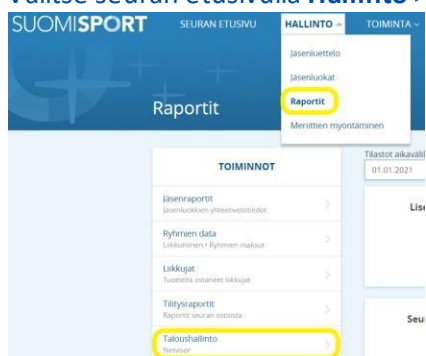 Valitse seuran etusivulla Hallinto >
SUOMISPORT SEURAN ETUSIVU HALLINTO TOIMINTA
Jäsenluettelo
Jäsenluokat
Raportit
Meriittien myöntäminen
Raportit
TOIMINNOT
Tilastot aikaväli
01.01.2021
Jäsenraportit
Jäsenluokkien yhteenvetotiedot
Lise
Ryhmien data
Liikkuminen • Ryhmien maksut
Liikkujat
Tuotteita ostaneet liikkujat
Tilitysraportit
Raportit seuran ostoista
Seu
Taloushallinto
Netvisor